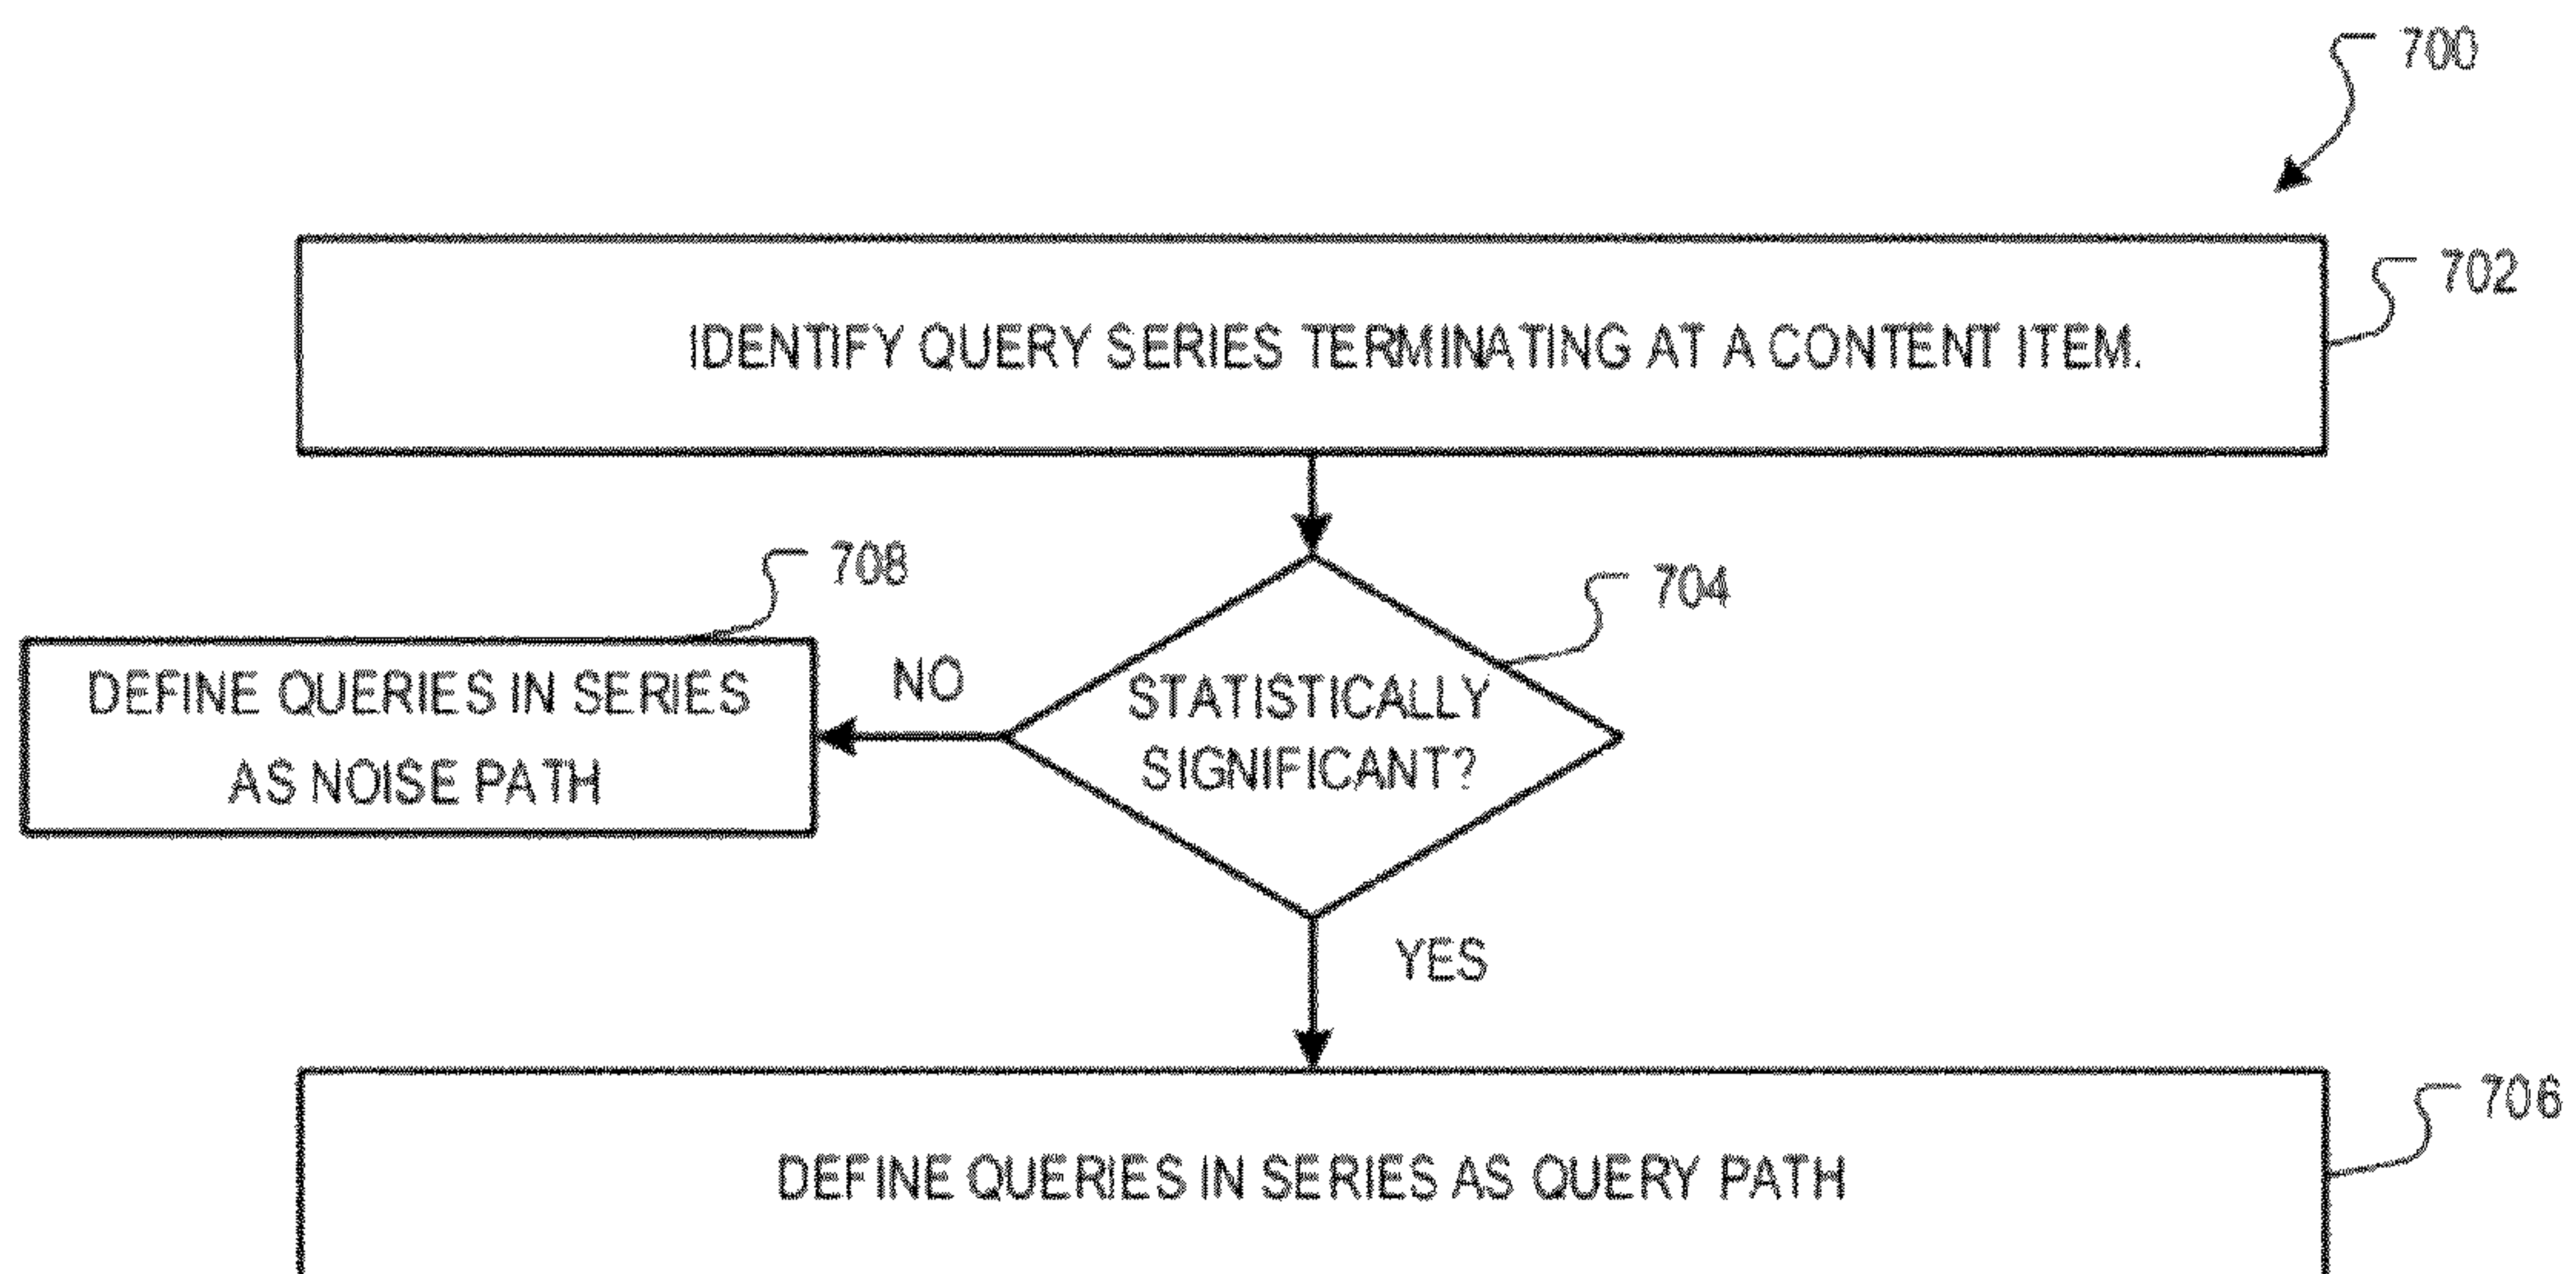 700
702
IDENTIFY QUERY SERIES TERMINATING AT A CONTENT ITEM.
708
704
DEFINE QUERIES IN SERIES
AS NOISE PATH
NO
STATISTICALLY
SIGNIFICANT?
YES
706
DEFINE QUERIES IN SERIES AS QUERY PATH